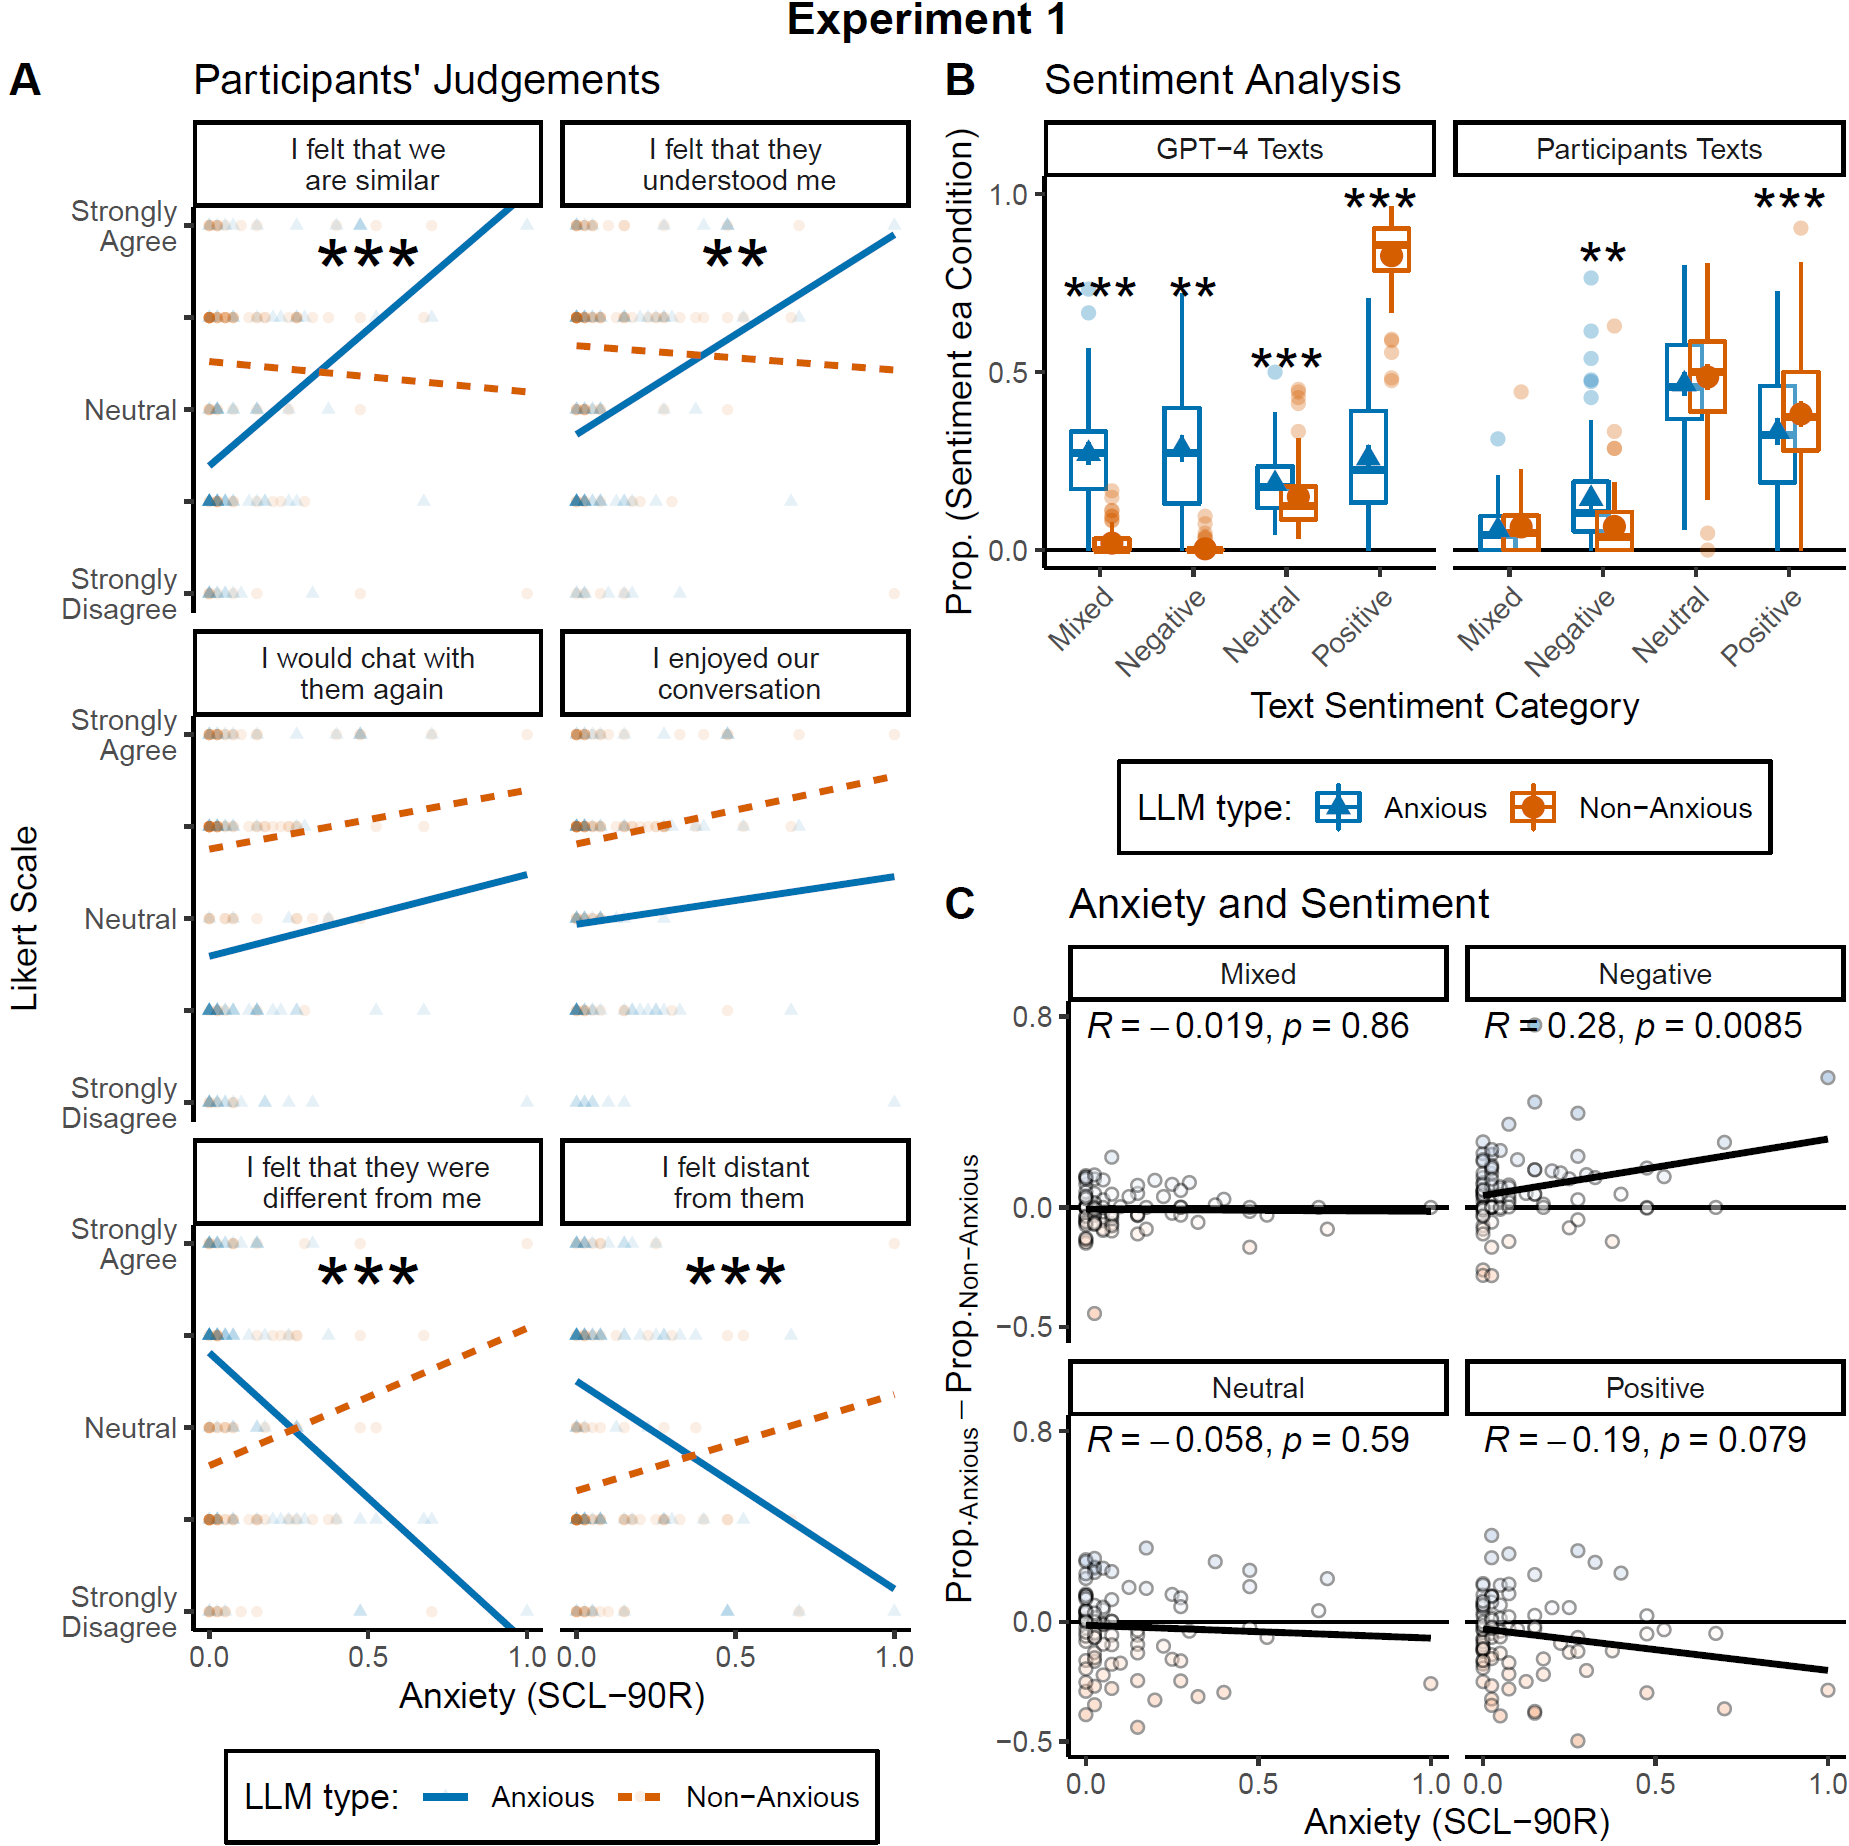 Experiment 1
A
Participants' Judgements
I felt that we
are similar
I felt that they
understood me
Strongly
Agree
***
**
Neutral
Strongly
Disagree
I would chat with
them again
I enjoyed our
conversation
Strongly
Agree
Neutral
Strongly
Disagree
I felt that they were
different from me
I felt distant
from them
Strongly
Agree
***
***
Neutral
Strongly
Disagree
Likert Scale
0.0 0.5 1.0 0.0 0.5 1.0
Anxiety (SCL−90R)
LLM type: Anxious Non−Anxious
B
Sentiment Analysis
GPT−4 Texts
Participants Texts
Prop. (Sentiment ea Condition)
1.0
0.5
0.0
***
**
***
***
**
***
Mixed
Negative
Neutral
Positive
Mixed
Negative
Neutral
Positive
Text Sentiment Category
LLM type: Anxious Non−Anxious
C
Anxiety and Sentiment
Mixed
Negative
R = −0.019, p = 0.86
R = 0.28, p = 0.0085
0.8
0.0
−0.5
Neutral
Positive
R = −0.058, p = 0.59
R = −0.19, p = 0.079
0.8
0.0
−0.5
Prop.Anxious − Prop.Non−Anxious
0.0 0.5 1.0 0.0 0.5 1.0
Anxiety (SCL−90R)